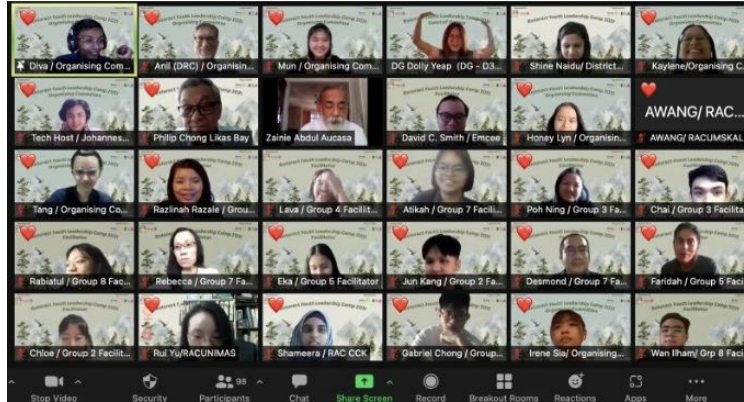 Diva / Organising Com...
Anil (DRC) / Organisin...
Mun / Organising Com...
DG Dolly Yeap (DG - D3...
Shine Naidu/ District...
Kaylene/Organising C...
Tech Host / Johannes...
Philip Chong Likas Bay
Zainie Abdul Aucasa
David C. Smith / Emcee
Honey Lyn / Organisin...
AWANG/ RAC...
AWANG/ RACUMSKAL
Tang / Organising Co...
Razlinah Razale / Grou...
Lava / Group 4 Facilit...
Atikah / Group 7 Facili...
Poh Ning / Group 3 Fa...
Chai / Group 3 Facilita...
Rabiatul / Group 8 Fac...
Rebecca / Group 7 Fa...
Eka / Group 5 Facilitator
Jun Kang / Group 2 Fa...
Desmond / Group 7 Fa...
Faridah / Group 5 Faci...
Chloe / Group 2 Facilit...
Rui Yu/RACUNIMAS
Shameera / RAC CCK
Gabriel Chong / Group...
Irene Sia/ Organising...
Wan Ilham/ Grp 8 Fac...
Stop Video
Security
98
Participants
Chat
Share Screen
Record
Breakout Rooms
Reactions
Apps
More